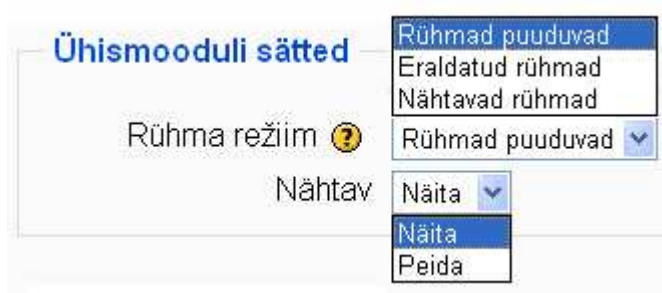 Ühismooduli sätted
Rühmad puuduvad
Eraldatud rühmad
Nähtavad rühmad
Rühma režiim ? Rühmad puuduvad
Nähtav Näita
Näita
Peida